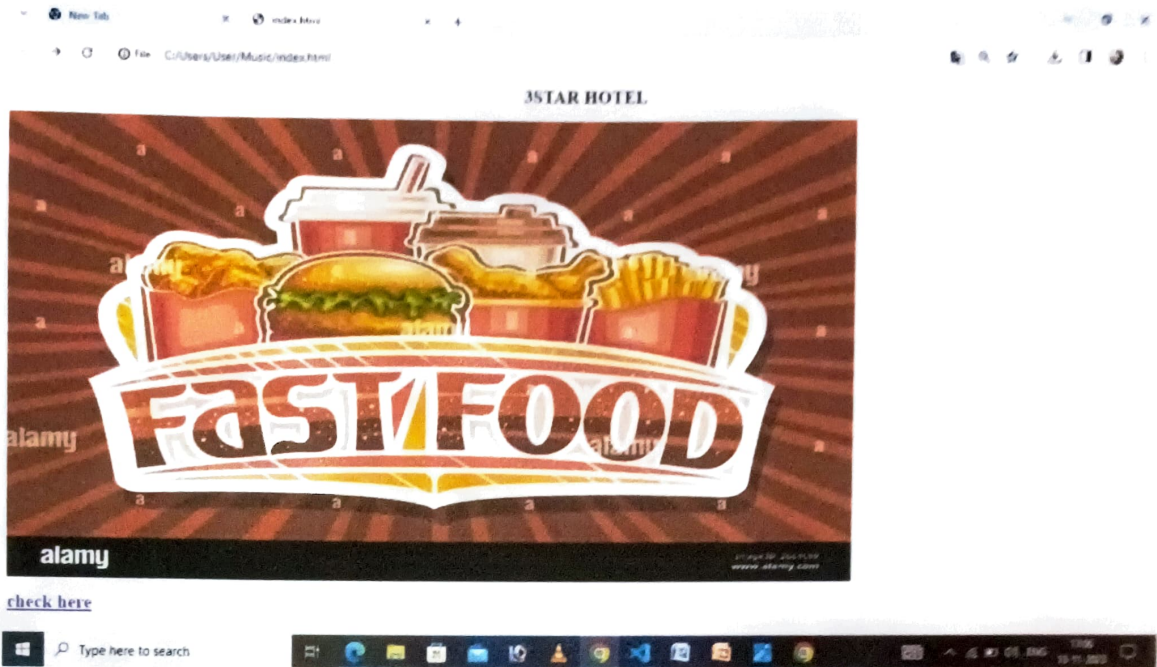 New Tab
index.html
File
C:/Users/User/Music/index.html
3STAR HOTEL
FaST FOOD
alamy
alamy
www.alamy.com
check here
Type here to search
ENG